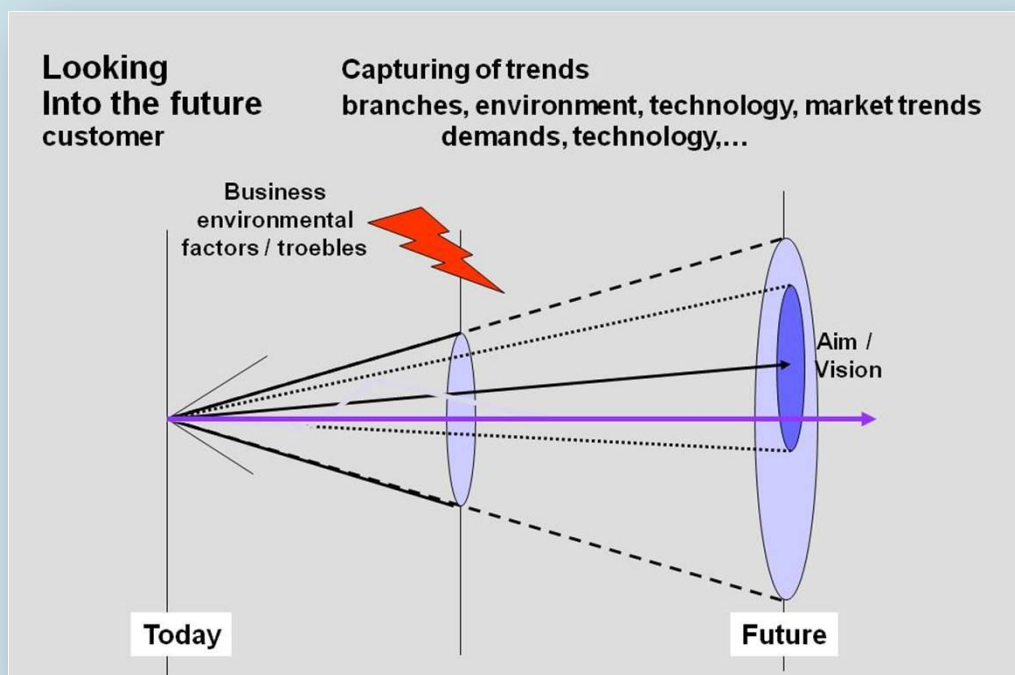 Looking
Into the future
customer
Capturing of trends
branches, environment, technology, market trends
demands, technology,...
Business
environmental
factors / troebles
Aim /
Vision
Today
Future